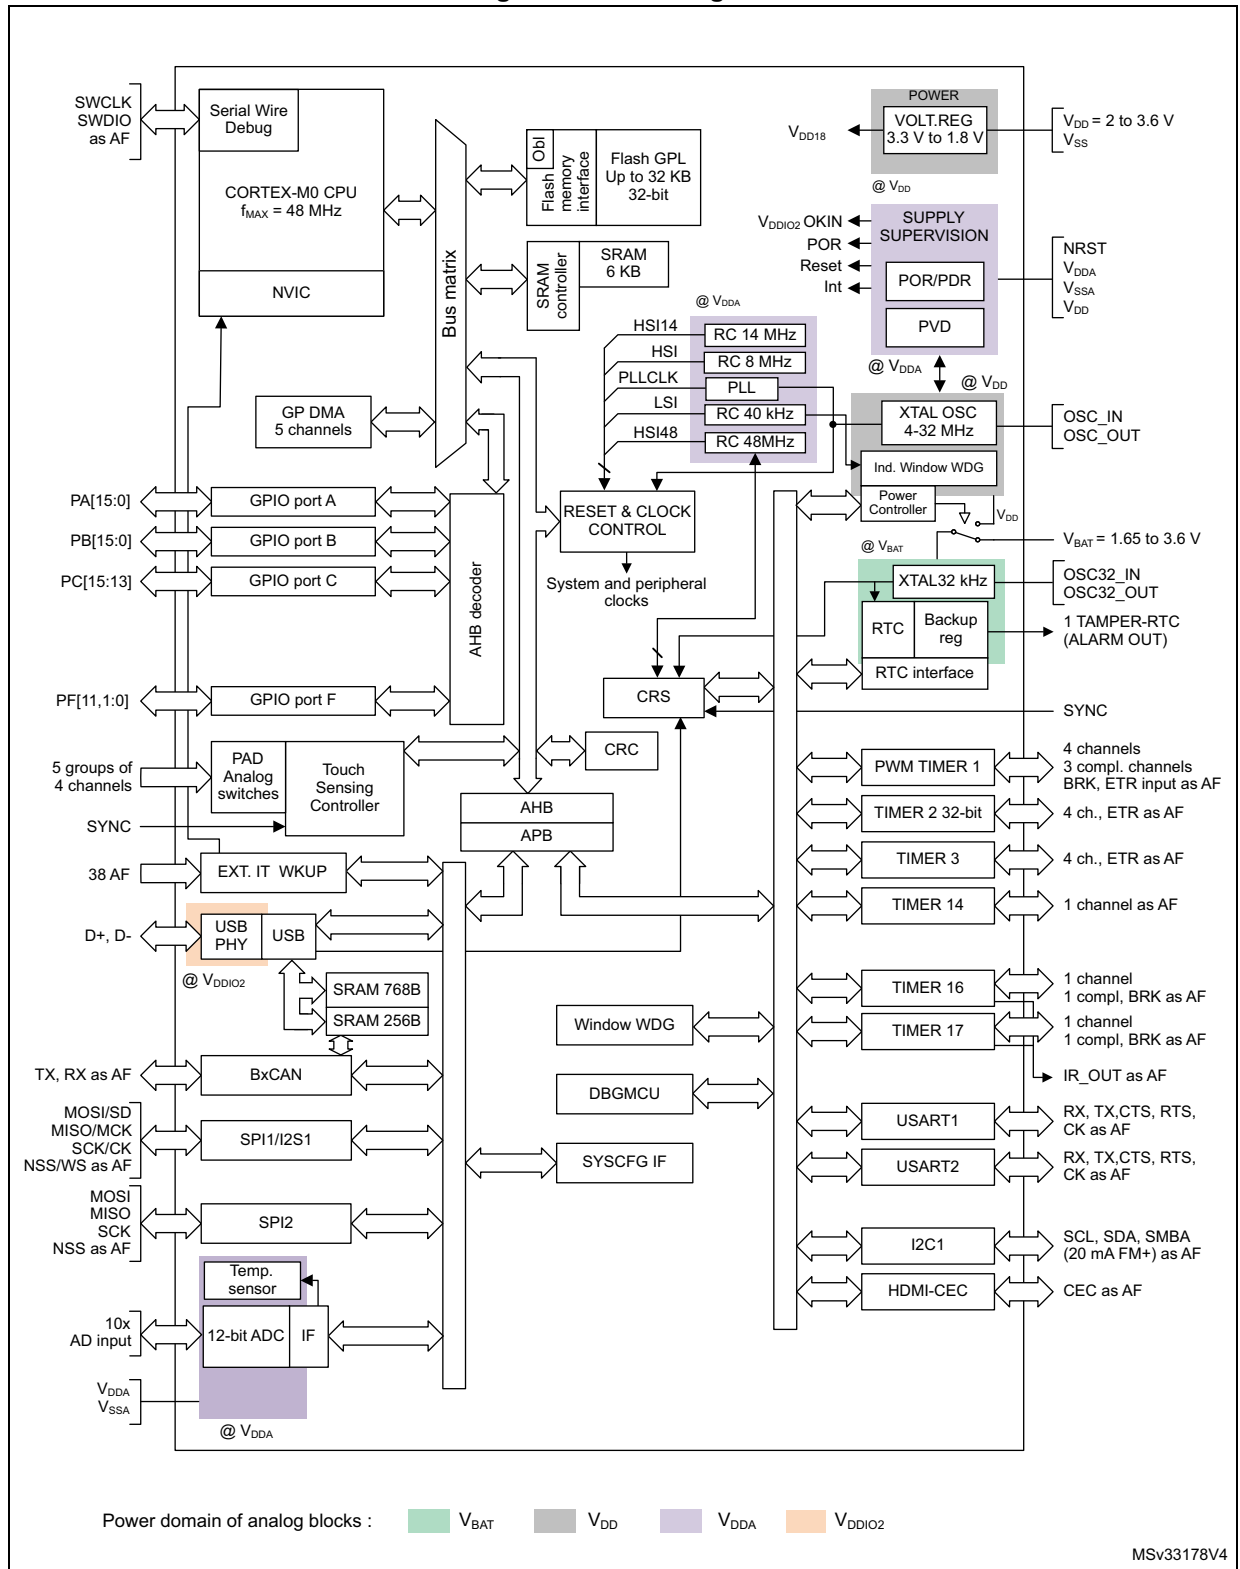 SWCLK
SWDIO
as AF
Serial Wire
Debug
CORTEX-M0 CPU
fMAX = 48 MHz
NVIC
Bus matrix
Obl
Flash
memory
interface
Flash GPL
Up to 32 KB
32-bit
SRAM
controller
SRAM
6 KB
POWER
VOLT.REG
3.3 V to 1.8 V
VDD18
VDD = 2 to 3.6 V
VSS
@ VDD
SUPPLY
SUPERVISION
VDDIO2 OKIN
POR
Reset
Int
POR/PDR
PVD
NRST
VDDA
VSSA
VDD
@ VDDA
@ VDDA
@ VDD
HSI14
HSI
PLLCLK
LSI
HSI48
RC 14 MHz
RC 8 MHz
PLL
RC 40 kHz
RC 48MHz
XTAL OSC
4-32 MHz
OSC_IN
OSC_OUT
Ind. Window WDG
Power
Controller
VDD
VBAT = 1.65 to 3.6 V
@ VBAT
GP DMA
5 channels
PA[15:0]
GPIO port A
PB[15:0]
GPIO port B
PC[15:13]
GPIO port C
PF[11,1:0]
GPIO port F
AHB decoder
RESET & CLOCK
CONTROL
System and peripheral
clocks
XTAL32 kHz
OSC32_IN
OSC32_OUT
RTC
Backup
reg
1 TAMPER-RTC
(ALARM OUT)
RTC interface
CRS
SYNC
5 groups of
4 channels
PAD
Analog
switches
Touch
Sensing
Controller
SYNC
CRC
AHB
APB
PWM TIMER 1
4 channels
3 compl. channels
BRK, ETR input as AF
TIMER 2 32-bit
4 ch., ETR as AF
TIMER 3
4 ch., ETR as AF
TIMER 14
1 channel as AF
38 AF
EXT. IT  WKUP
D+, D-
USB
PHY
USB
@ VDDIO2
SRAM 768B
SRAM 256B
TX, RX as AF
BxCAN
Window WDG
DBGMCU
SYSCFG IF
TIMER 16
1 channel
1 compl, BRK as AF
TIMER 17
1 channel
1 compl, BRK as AF
IR_OUT as AF
MOSI/SD
MISO/MCK
SCK/CK
NSS/WS as AF
SPI1/I2S1
MOSI
MISO
SCK
NSS as AF
SPI2
USART1
RX, TX,CTS, RTS,
CK as AF
USART2
RX, TX,CTS, RTS,
CK as AF
I2C1
SCL, SDA, SMBA
(20 mA FM+) as AF
HDMI-CEC
CEC as AF
Temp.
sensor
10x
AD input
12-bit ADC
IF
VDDA
VSSA
@ VDDA
Power domain of analog blocks :
VBAT
VDD
VDDA
VDDIO2
MSv33178V4